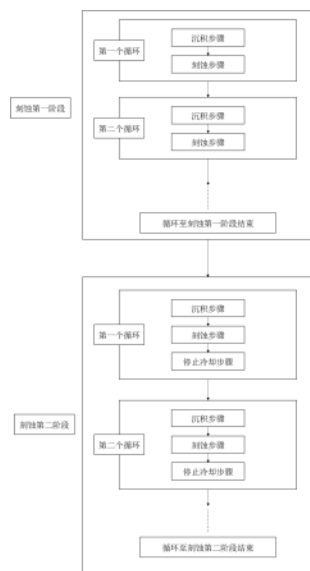 刻蚀第一阶段
第一个循环
沉积步骤
刻蚀步骤
第二个循环
沉积步骤
刻蚀步骤
循环至刻蚀第一阶段结束
刻蚀第二阶段
第一个循环
沉积步骤
刻蚀步骤
停止冷却步骤
第二个循环
沉积步骤
刻蚀步骤
停止冷却步骤
循环至刻蚀第二阶段结束